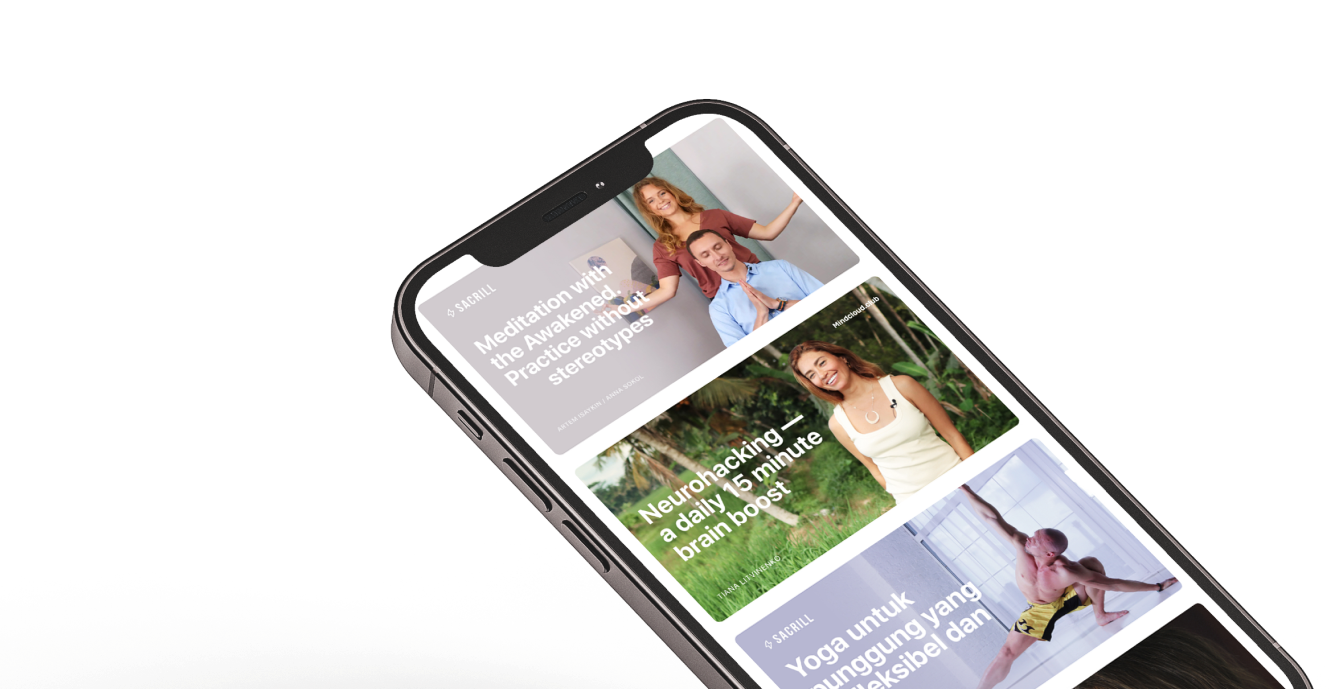 SACRILL
Meditation with
the Awakened.
Practice without
stereotypes
ARTEM ISAYKIN / ANNA SOKOL
Mindcloud.club
Neurohacking —
a daily 15 minute
brain boost
TIANA LITVINENKO
SACRILL
Yoga untuk
punggung yang
fleksibel dan